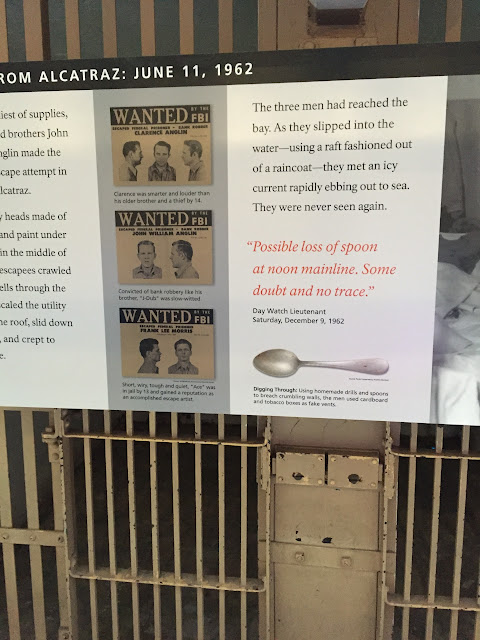 ROM ALCATRAZ: JUNE 11, 1962
iest of supplies,
d brothers John
nglin made the
cape attempt in
lcatraz.
y heads made of
and paint under
in the middle of
escapees crawled
ells through the
scaled the utility
he roof, slid down
, and crept to
e.
WANTED BY THE FBI
ESCAPED FEDERAL PRISONER - BANK ROBBER
CLARENCE ANGLIN
Clarence was smarter and louder than
his older brother and a thief by 14.
WANTED BY THE FBI
ESCAPED FEDERAL PRISONER - BANK ROBBER
JOHN WILLIAM ANGLIN
Convicted of bank robbery like his
brother, "J-Dub" was slow-witted
WANTED BY THE FBI
ESCAPED FEDERAL PRISONER
FRANK LEE MORRIS
Short, wiry, tough and quiet, "Ace" was
in jail by 13 and gained a reputation as
an accomplished escape artist.
The three men had reached the
bay. As they slipped into the
water—using a raft fashioned out
of a raincoat—they met an icy
current rapidly ebbing out to sea.
They were never seen again.
“Possible loss of spoon
at noon mainline. Some
doubt and no trace.”
Day Watch Lieutenant
Saturday, December 9, 1962
Digging Through: Using homemade drills and spoons
to breach crumbling walls, the men used cardboard
and tobacco boxes as fake vents.